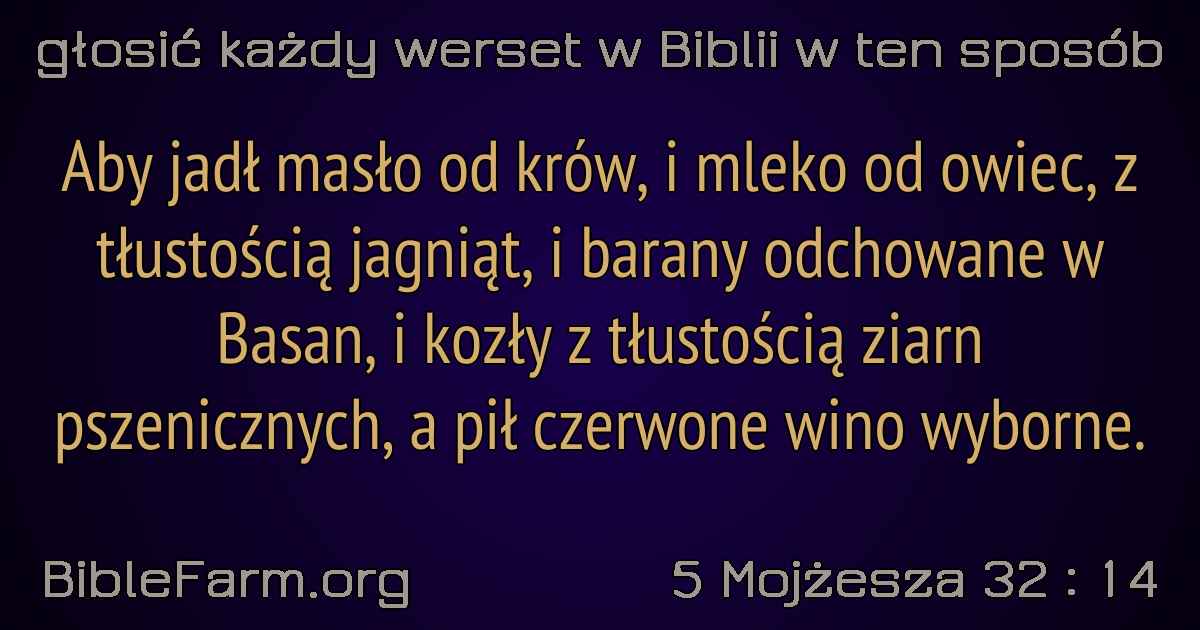 głosić każdy werset w Biblii w ten sposób
Aby jadł masło od krów, i mleko od owiec, z
tłustością jagniąt, i barany odchowane w
Basan, i kozły z tłustością ziarn
pszenicznych, a pił czerwone wino wyborne.
BibleFarm.org 5 Mojżesza 32 : 14